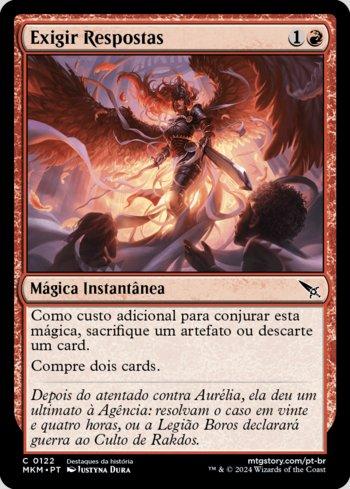 Exigir Respostas 1
Mágica Instantânea
Como custo adicional para conjurar esta
mágica, sacrifique um artefato ou descarte
um card.
Compre dois cards.
Depois do atentado contra Aurélia, ela deu um
ultimato à Agência: resolvam o caso em vinte
e quatro horas, ou a Legião Boros declarará
guerra ao Culto de Rakdos.
C 0122 Destaques da história mtgstory.com/pt-br
MKM • PT Justyna Dura ™ & © 2024 Wizards of the Coast